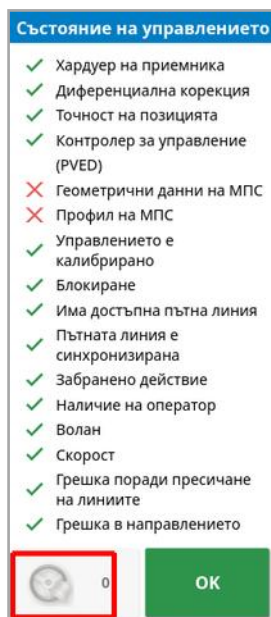 Състояние на управлението
Хардуер на приемника
Диференциална корекция
Точност на позицията
Контролер за управление
(PVED)
Геометрични данни на МПС
Профил на МПС
Управлението е
калибрирано
Блокиране
Има достъпна пътна линия
Пътната линия е
синхронизирана
Забранено действие
Наличие на оператор
Волан
Скорост
Грешка поради пресичане
на линиите
Грешка в направлението
0
OK